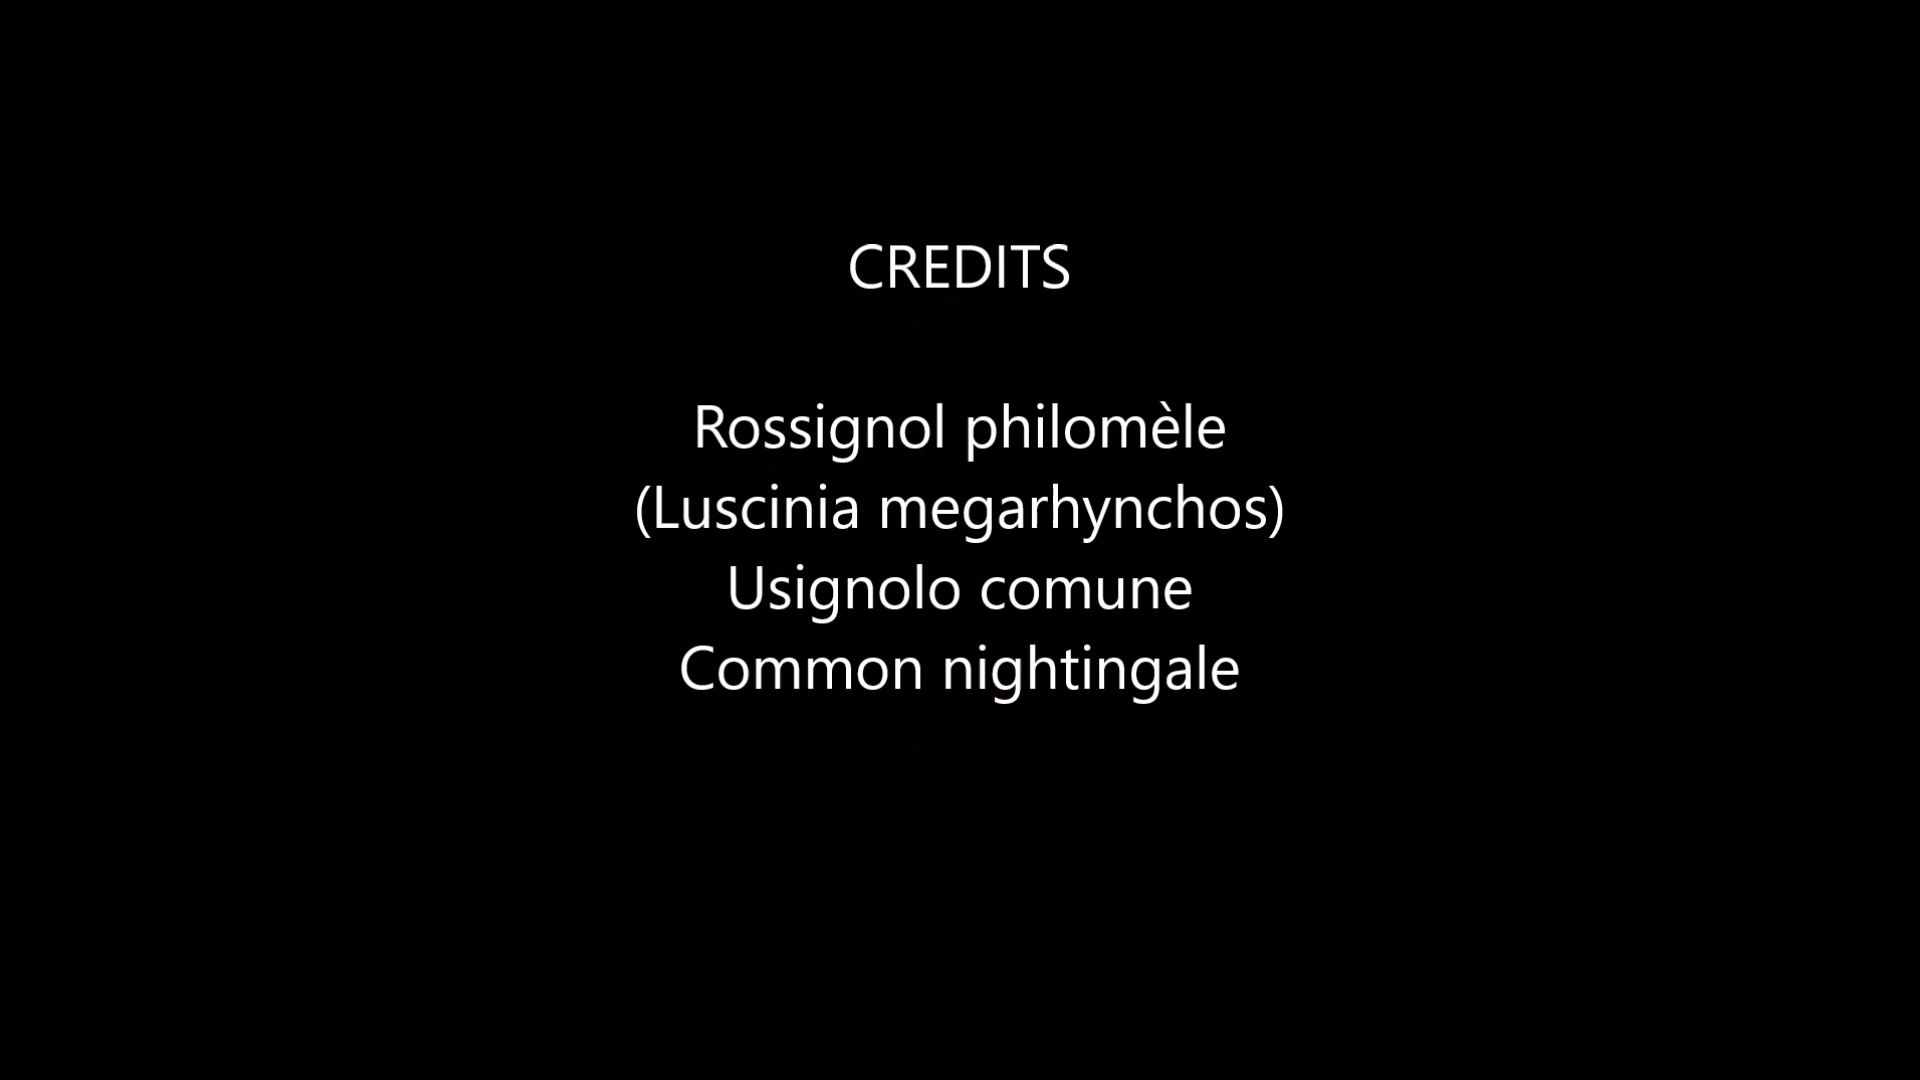 CREDITS
Rossignol philomèle
(Luscinia megarhynchos)
Usignolo comune
Common nightingale